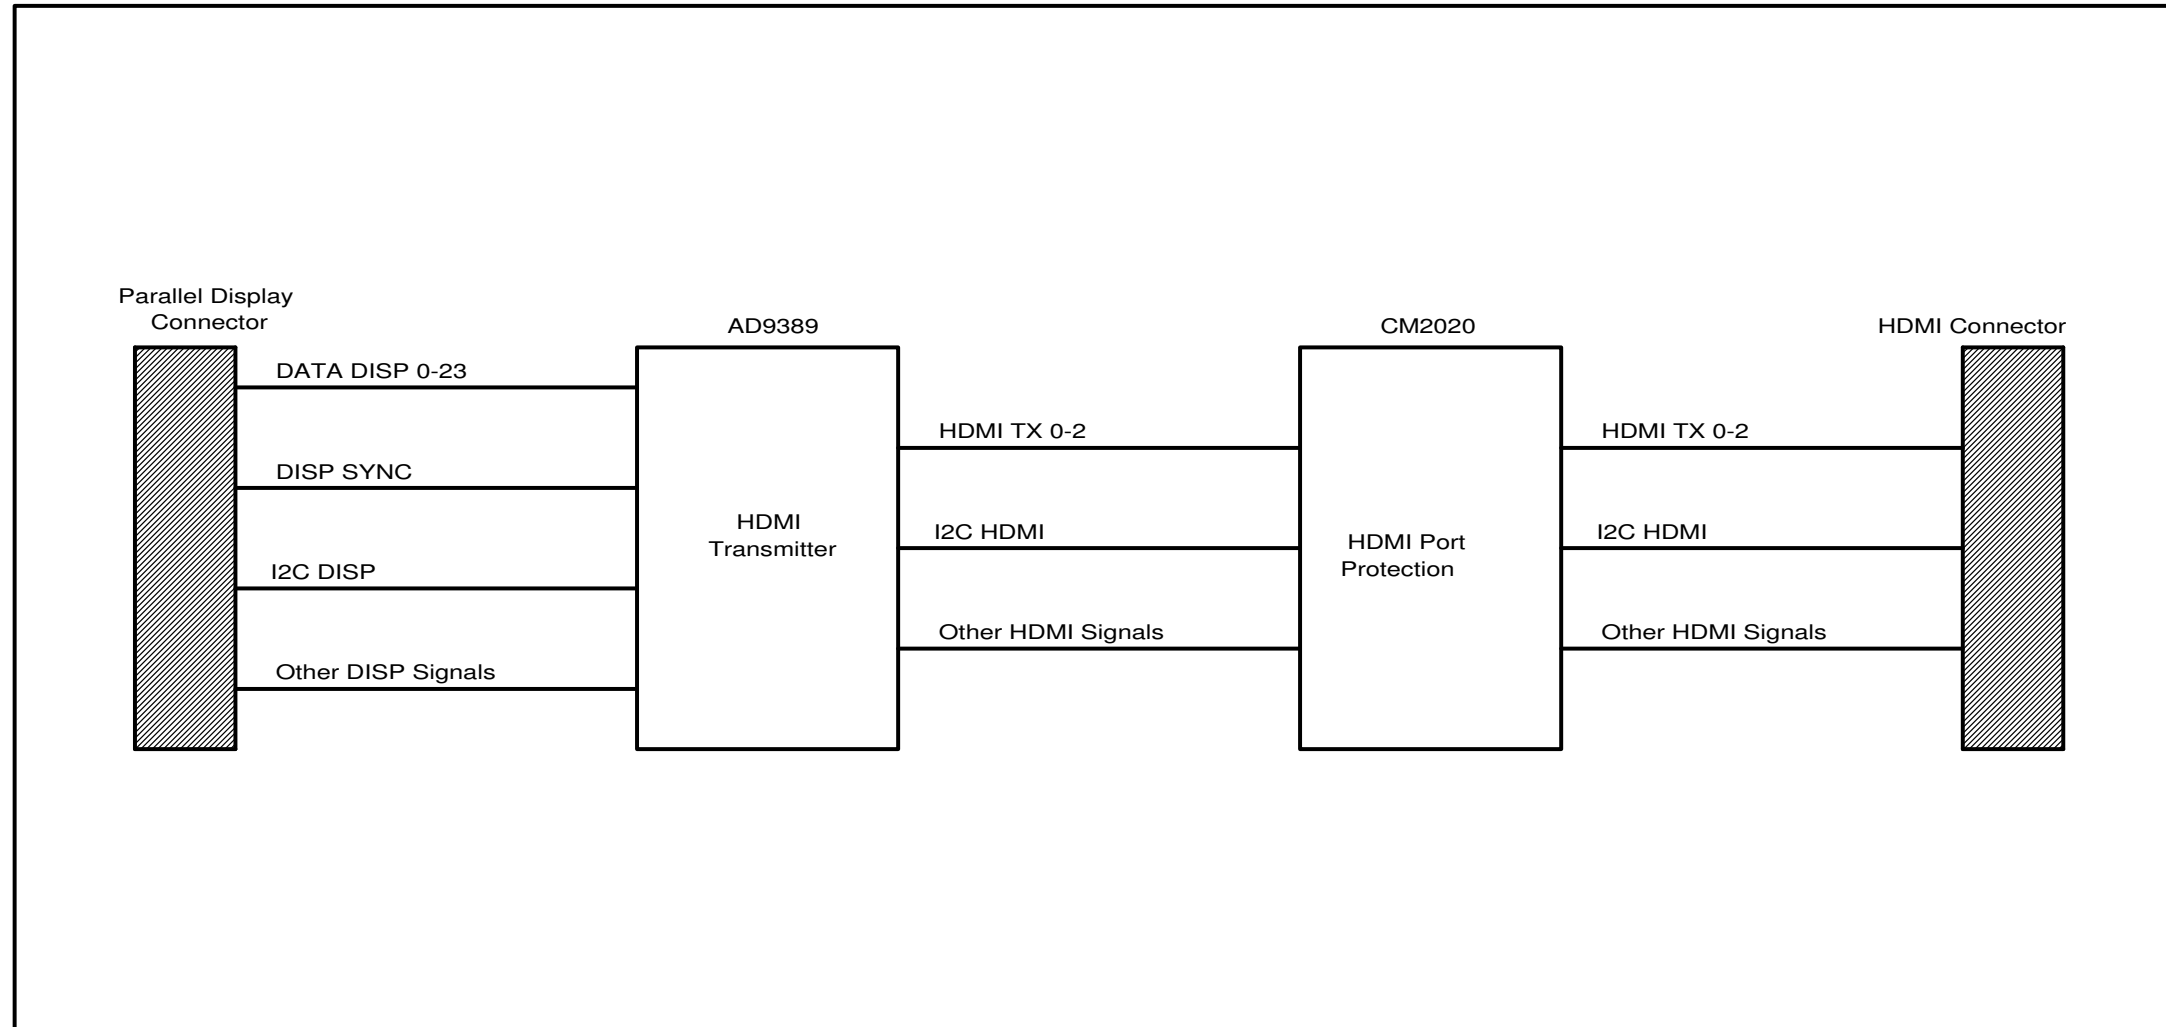 Parallel Display
Connector
AD9389
CM2020
HDMI Connector
DATA DISP 0-23
DISP SYNC
I2C DISP
Other DISP Signals
HDMI
Transmitter
HDMI TX 0-2
I2C HDMI
Other HDMI Signals
HDMI Port
Protection
HDMI TX 0-2
I2C HDMI
Other HDMI Signals